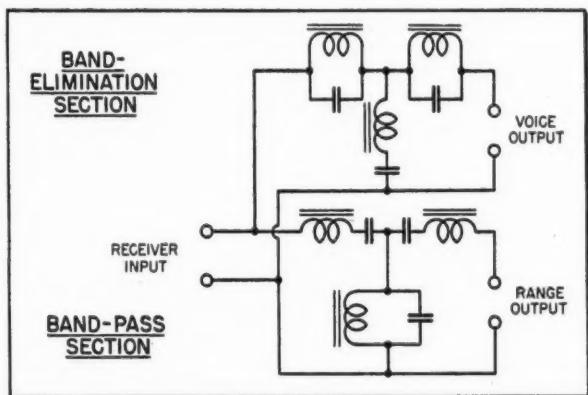 BAND-
ELIMINATION
SECTION
VOICE
OUTPUT
RECEIVER
INPUT
RANGE
OUTPUT
BAND-PASS
SECTION